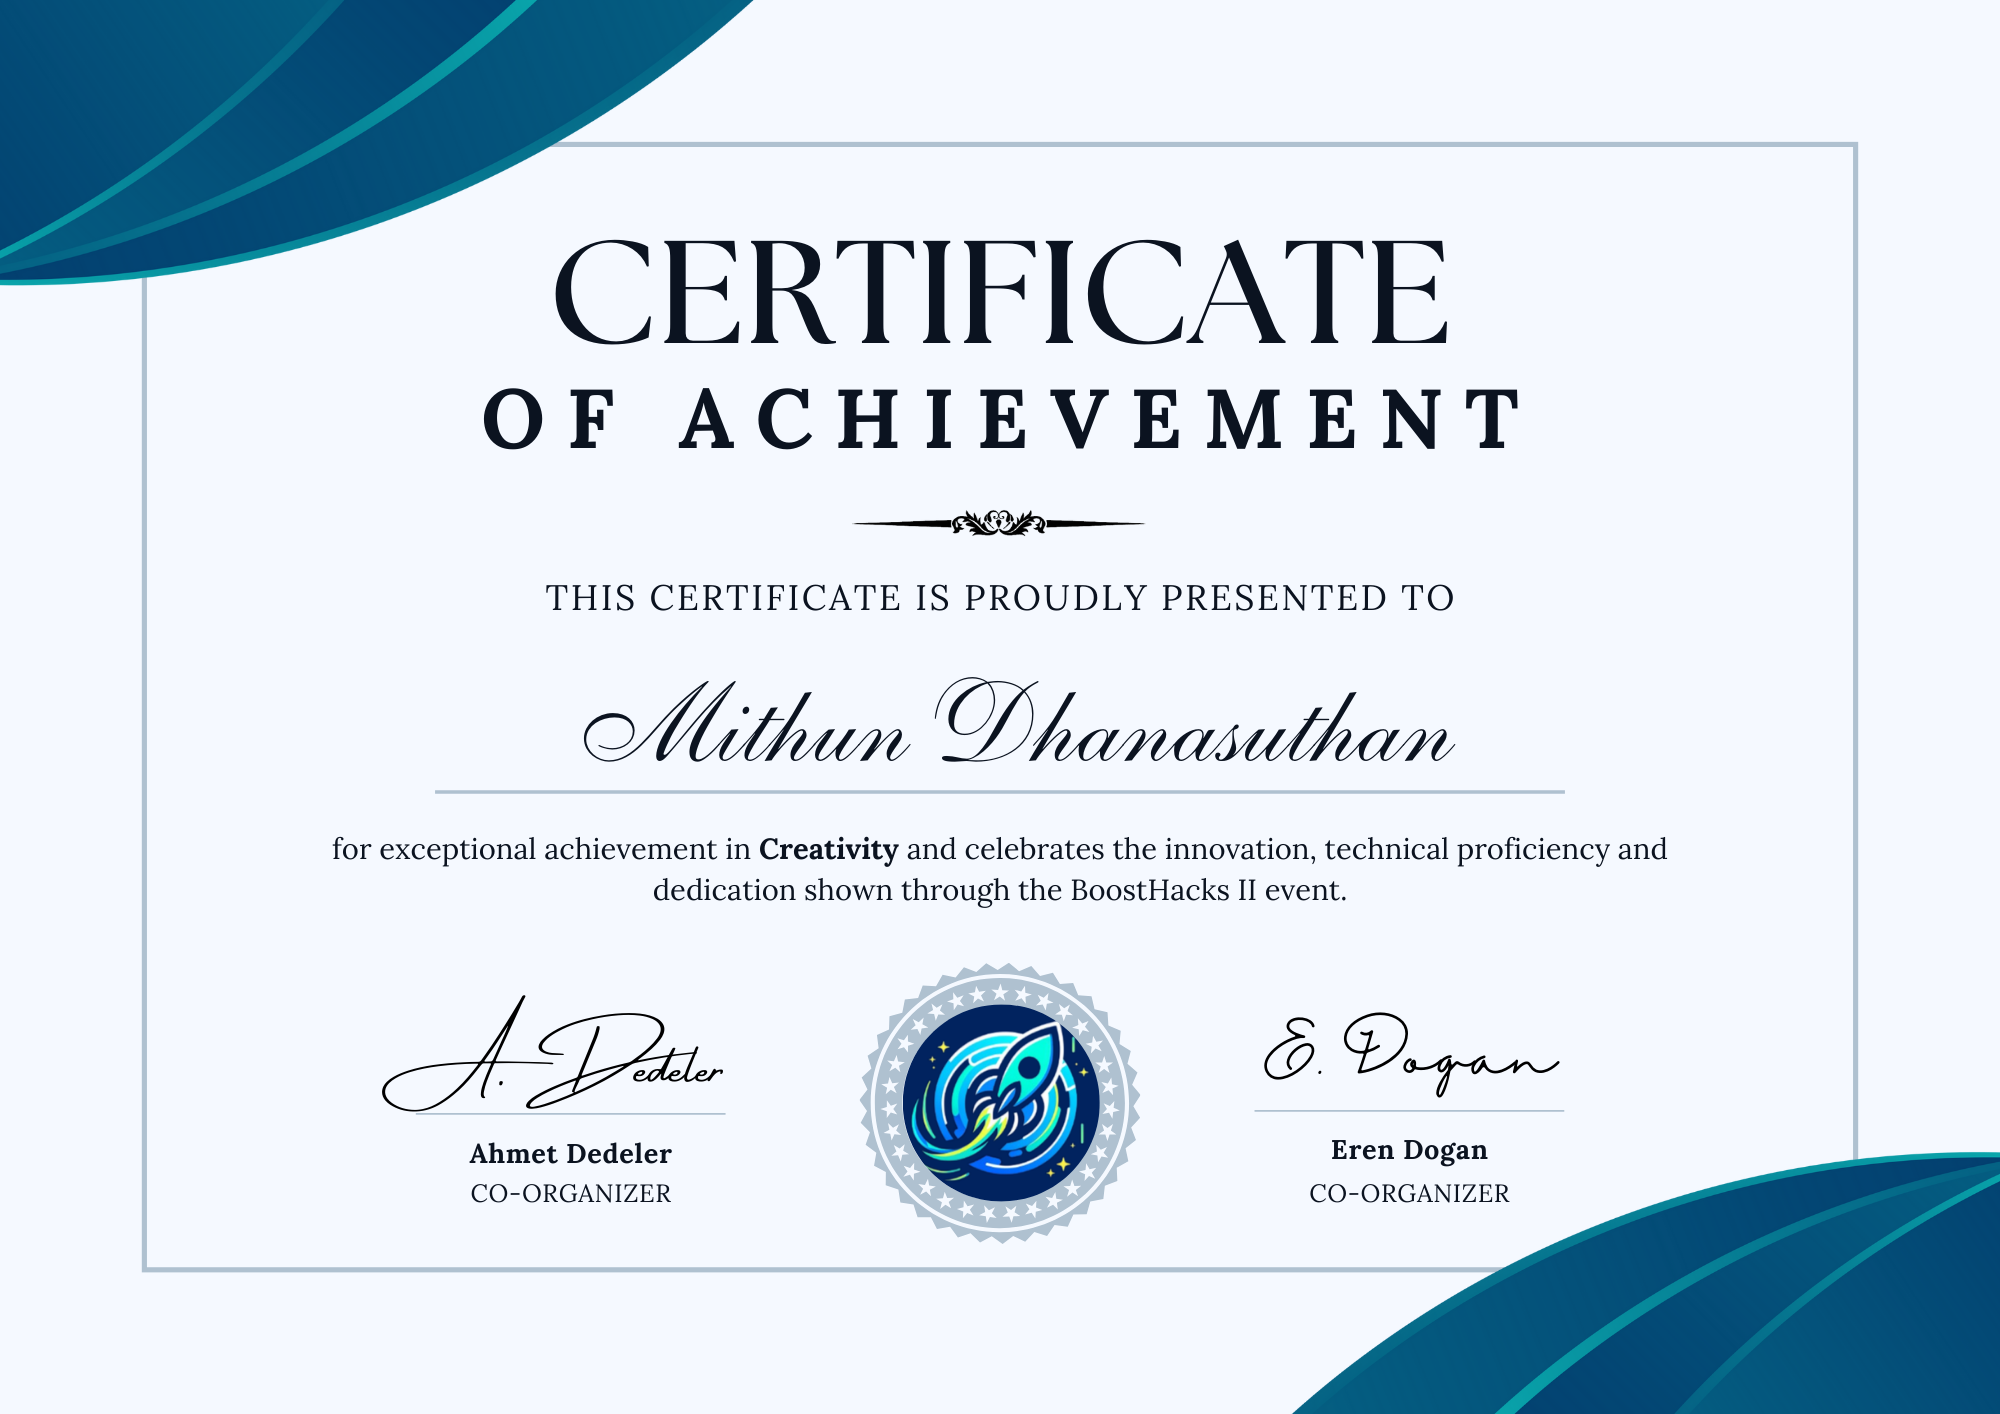 CERTIFICATE
OF ACHIEVEMENT
THIS CERTIFICATE IS PROUDLY PRESENTED TO
Mithun Dhanasuthan
for exceptional achievement in Creativity and celebrates the innovation, technical proficiency and
dedication shown through the BoostHacks II event.
A. Dedeler
Ahmet Dedeler
CO-ORGANIZER
E. Dogan
Eren Dogan
CO-ORGANIZER